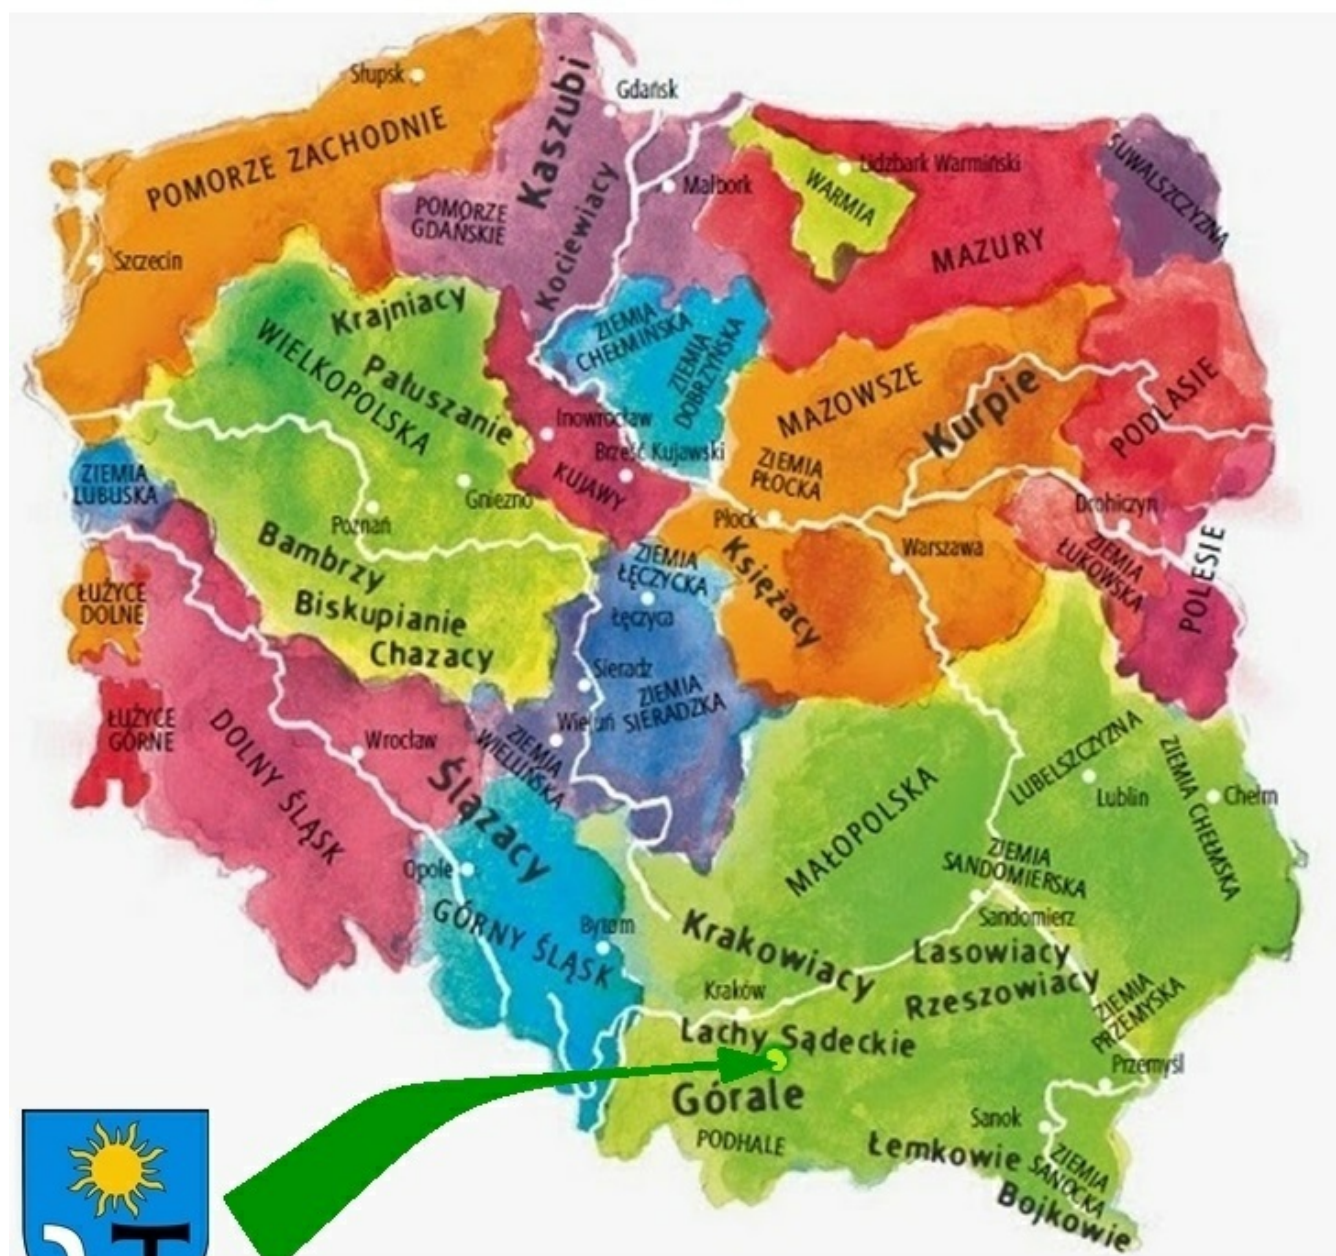 Słupsk
Gdańsk
Kaszubi
POMORZE ZACHODNIE
Malbork
Lidzbark Warmiński
WARMIA
SUWALSZCZYZNA
POMORZE
GDAŃSKIE
Kociewiacy
MAZURY
Szczecin
Krajniacy
ZIEMIA
CHEŁMIŃSKA
ZIEMIA
DOBRZYŃSKA
WIELKOPOLSKA
Pałuszanie
MAZOWSZE
Kurpie
PODLASIE
Inowrocław
Brześć Kujawski
KUJAWY
ZIEMIA
PŁOCKA
ZIEMIA
LUBUSKA
Gniezno
Poznań
Płock
Drohiczyn
Warszawa
ZIEMIA
ŁUKOWSKA
POLESIE
Bambrzy
ZIEMIA
ŁĘCZYCKA
Księżacy
ŁUŻYCE
DOLNE
Biskupianie
Łęczyca
Chazacy
Sieradz
ZIEMIA
SIERADZKA
ŁUŻYCE
GÓRNE
DOLNY ŚLĄSK
Wrocław
Wieluń
ZIEMIA
WIELUŃSKA
Ślązacy
MAŁOPOLSKA
LUBELSZCZYZNA
Lublin
ZIEMIA CHEŁMSKA
Chełm
Opole
ZIEMIA
SANDOMIERSKA
Sandomierz
GÓRNY ŚLĄSK
Bytom
Krakowiacy
Lasowiacy
Rzeszowiacy
Kraków
ZIEMIA
PRZEMYSKA
Lachy Sądeckie
Przemyśl
Górale
PODHALE
Sanok
Łemkowie
ZIEMIA
SANOCKA
Bojkowie